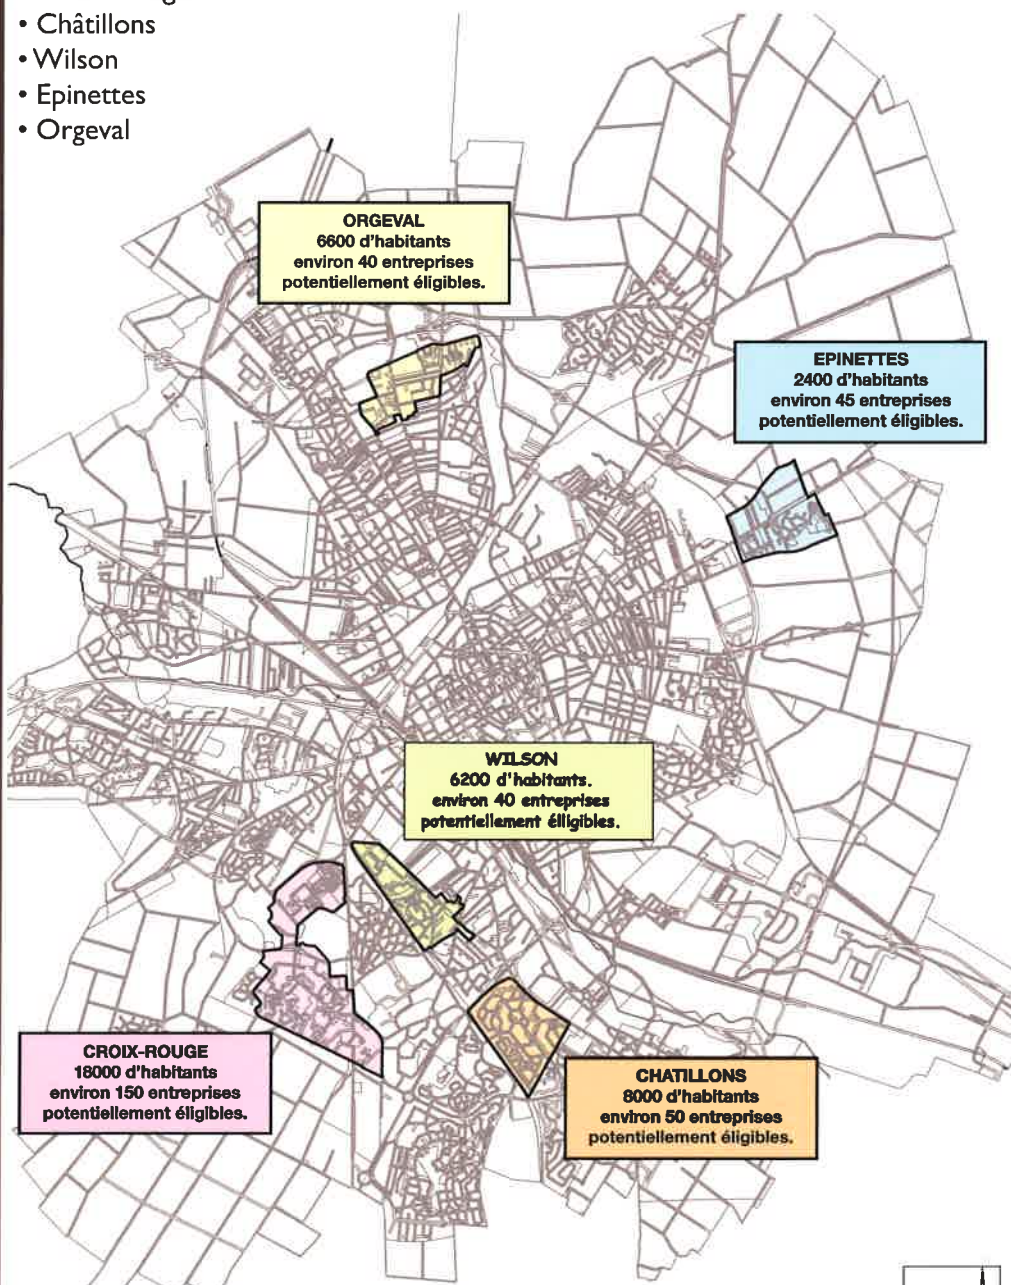 • Châtillons
• Wilson
• Epinettes
• Orgeval
ORGEVAL
6600 d'habitants
environ 40 entreprises
potentiellement éligibles.
EPINETTES
2400 d'habitants
environ 45 entreprises
potentiellement éligibles.
WILSON
6200 d'habitants.
environ 40 entreprises
potentiellement élligibles.
CROIX-ROUGE
18000 d'habitants
environ 150 entreprises
potentiellement éligibles.
CHATILLONS
8000 d'habitants
environ 50 entreprises
potentiellement éligibles.